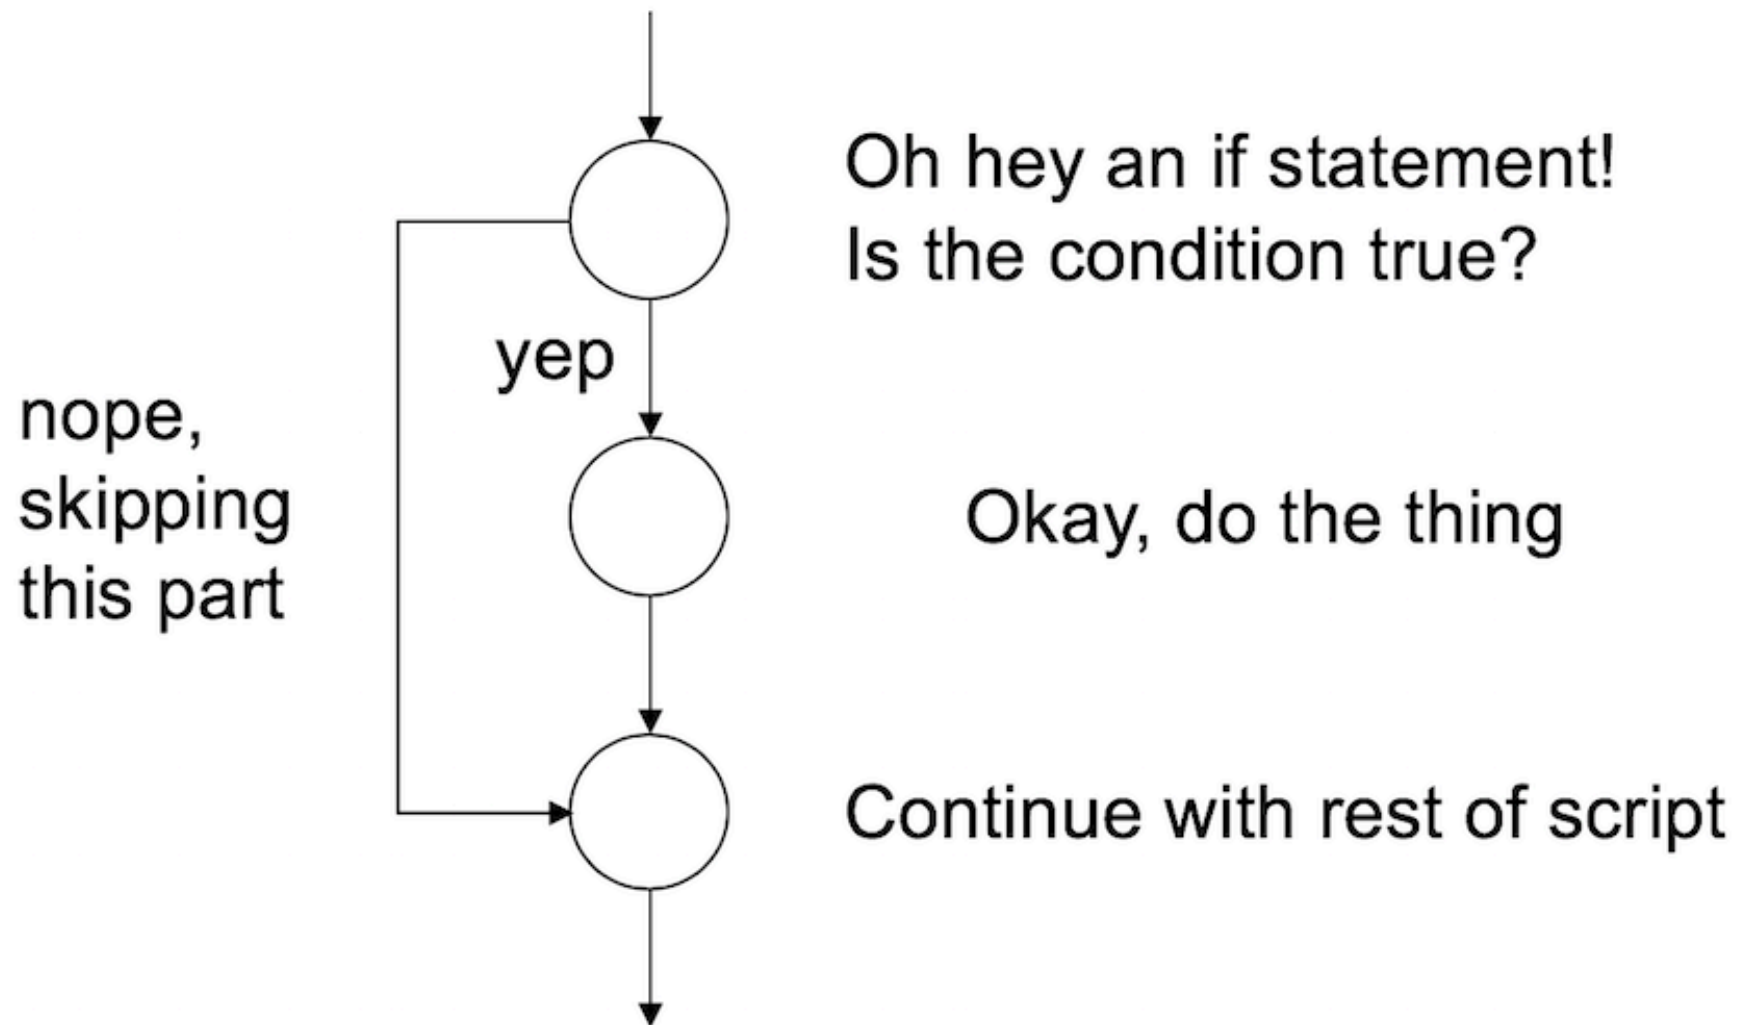 Oh hey an if statement!
Is the condition true?
yep
nope,
skipping
this part
Okay, do the thing
Continue with rest of script